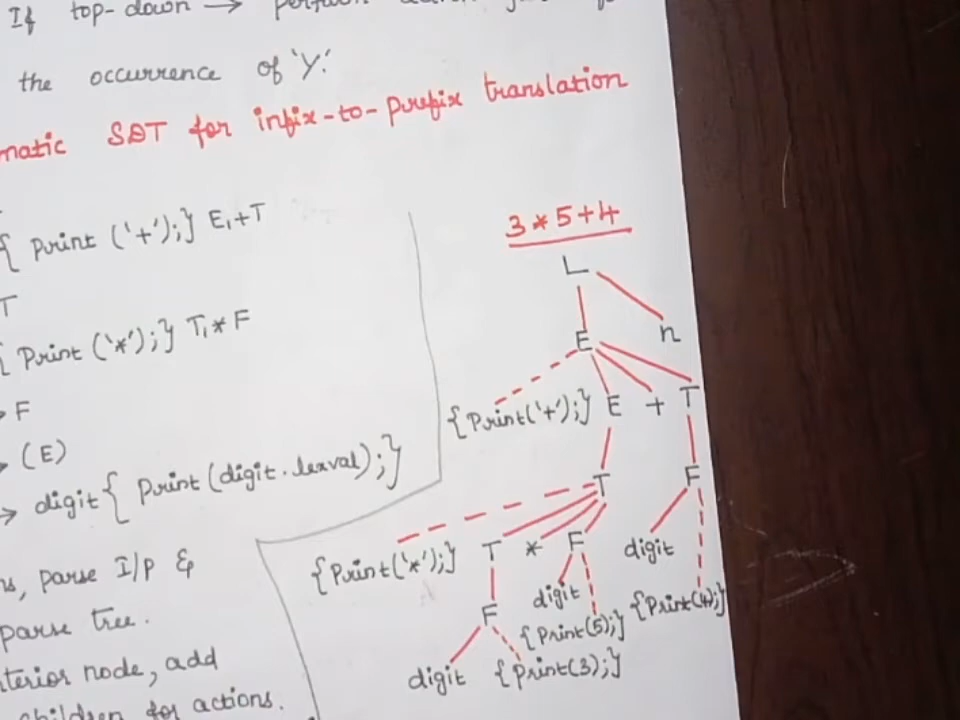 If top-down →
the occurrence of 'Y'.
SDT for infix-to-prefix translation
{ Print ('+');} E₁+T
T
{ Print ('*');} T₁*F
F
(E)
→ digit{ Print(digit.lexval);}
parse I/p &
parse tree.
node, add
children for actions.
3*5+4
L
E n
{Print('+');} E + T
T F
{Print('*');} T * F digit
F digit {Print(4);}
{Print(5);}
digit {Print(3);}